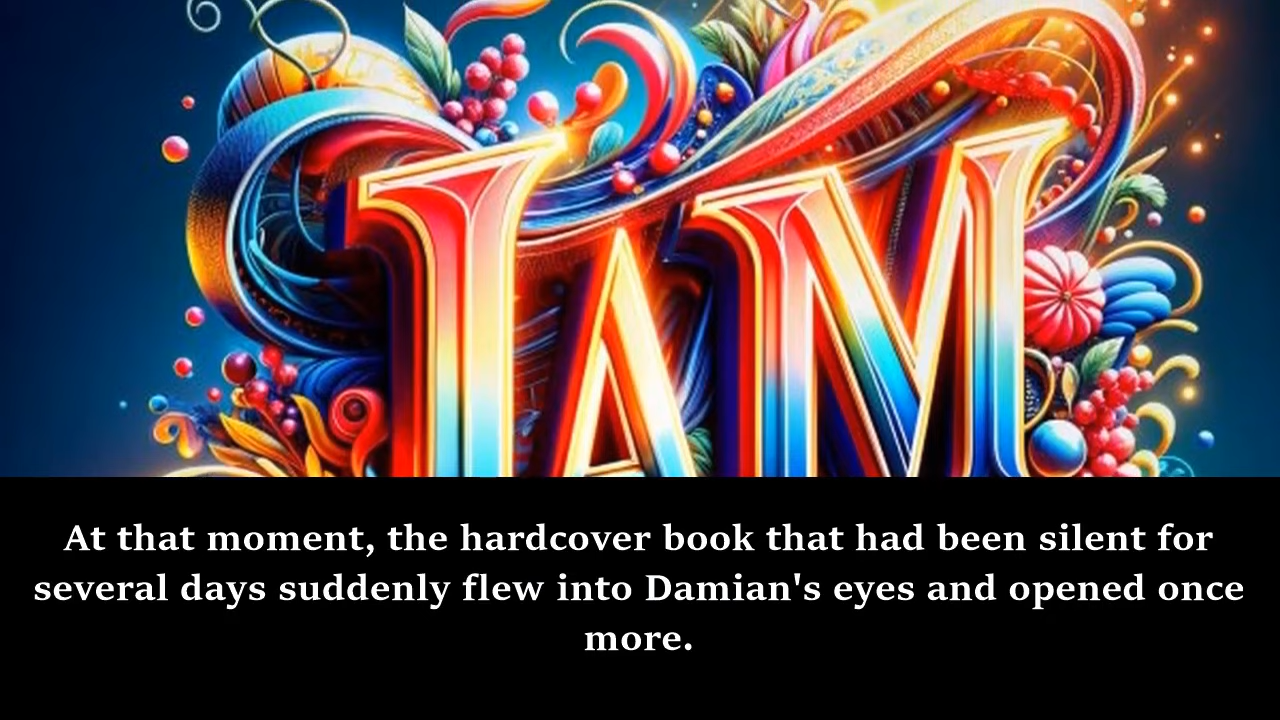 IAM
At that moment, the hardcover book that had been silent for
several days suddenly flew into Damian's eyes and opened once
more.